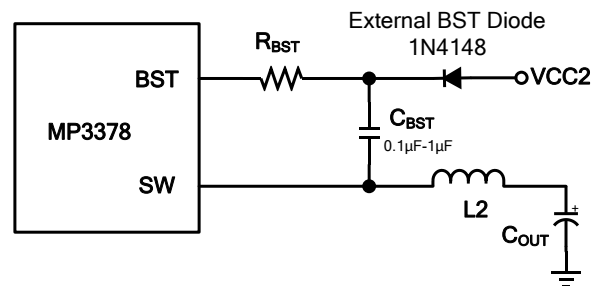 External BST Diode
1N4148
RBST
BST
VCC2
MP3378
CBST
0.1µF-1µF
SW
L2
COUT
+